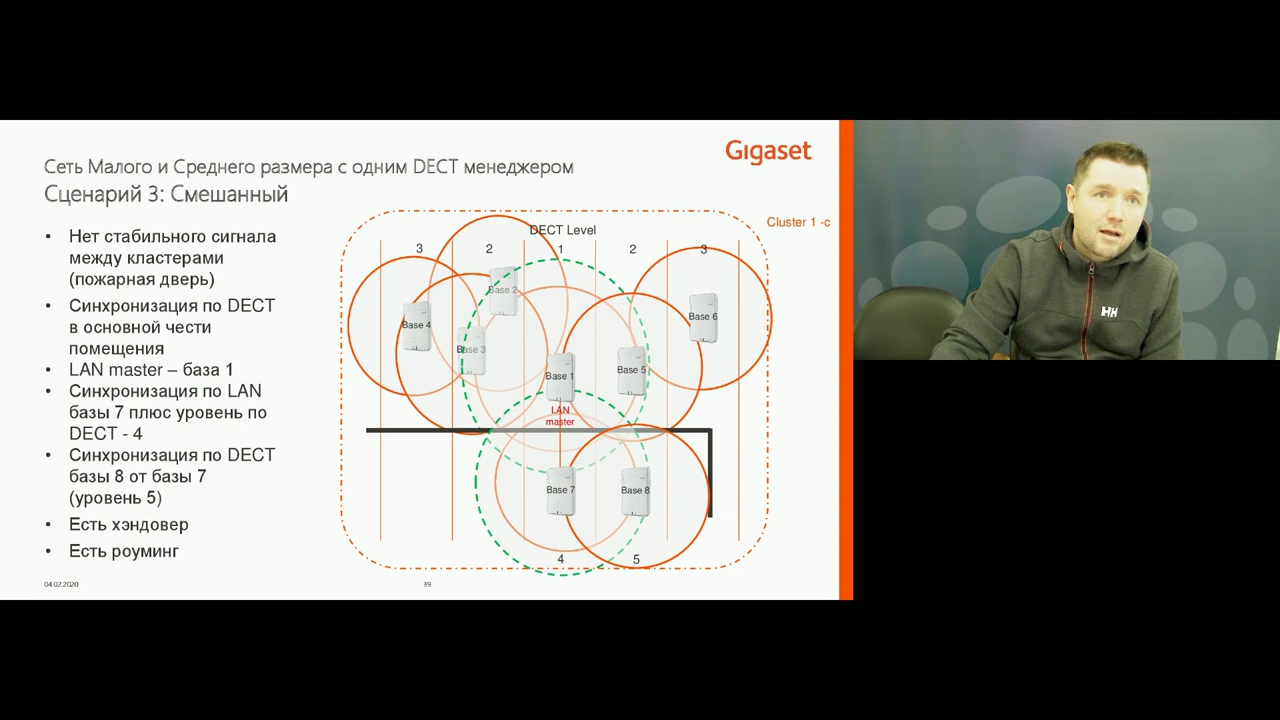 Gigaset
Сеть Малого и Среднего размера с одним DECT менеджером
Сценарий 3: Смешанный
• Нет стабильного сигнала
между кластерами
(пожарная дверь)
• Синхронизация по DECT
в основной чести
помещения
• LAN master – база 1
• Синхронизация по LAN
базы 7 плюс уровень по
DECT - 4
• Синхронизация по DECT
базы 8 от базы 7
(уровень 5)
• Есть хэндовер
• Есть роуминг
Cluster 1 -c
DECT Level
3 2 1 2 3
Base 2
Base 4
Base 6
Base 3
Base 1
Base 5
LAN
master
Base 7
Base 8
4 5
04.02.2020
39
HH